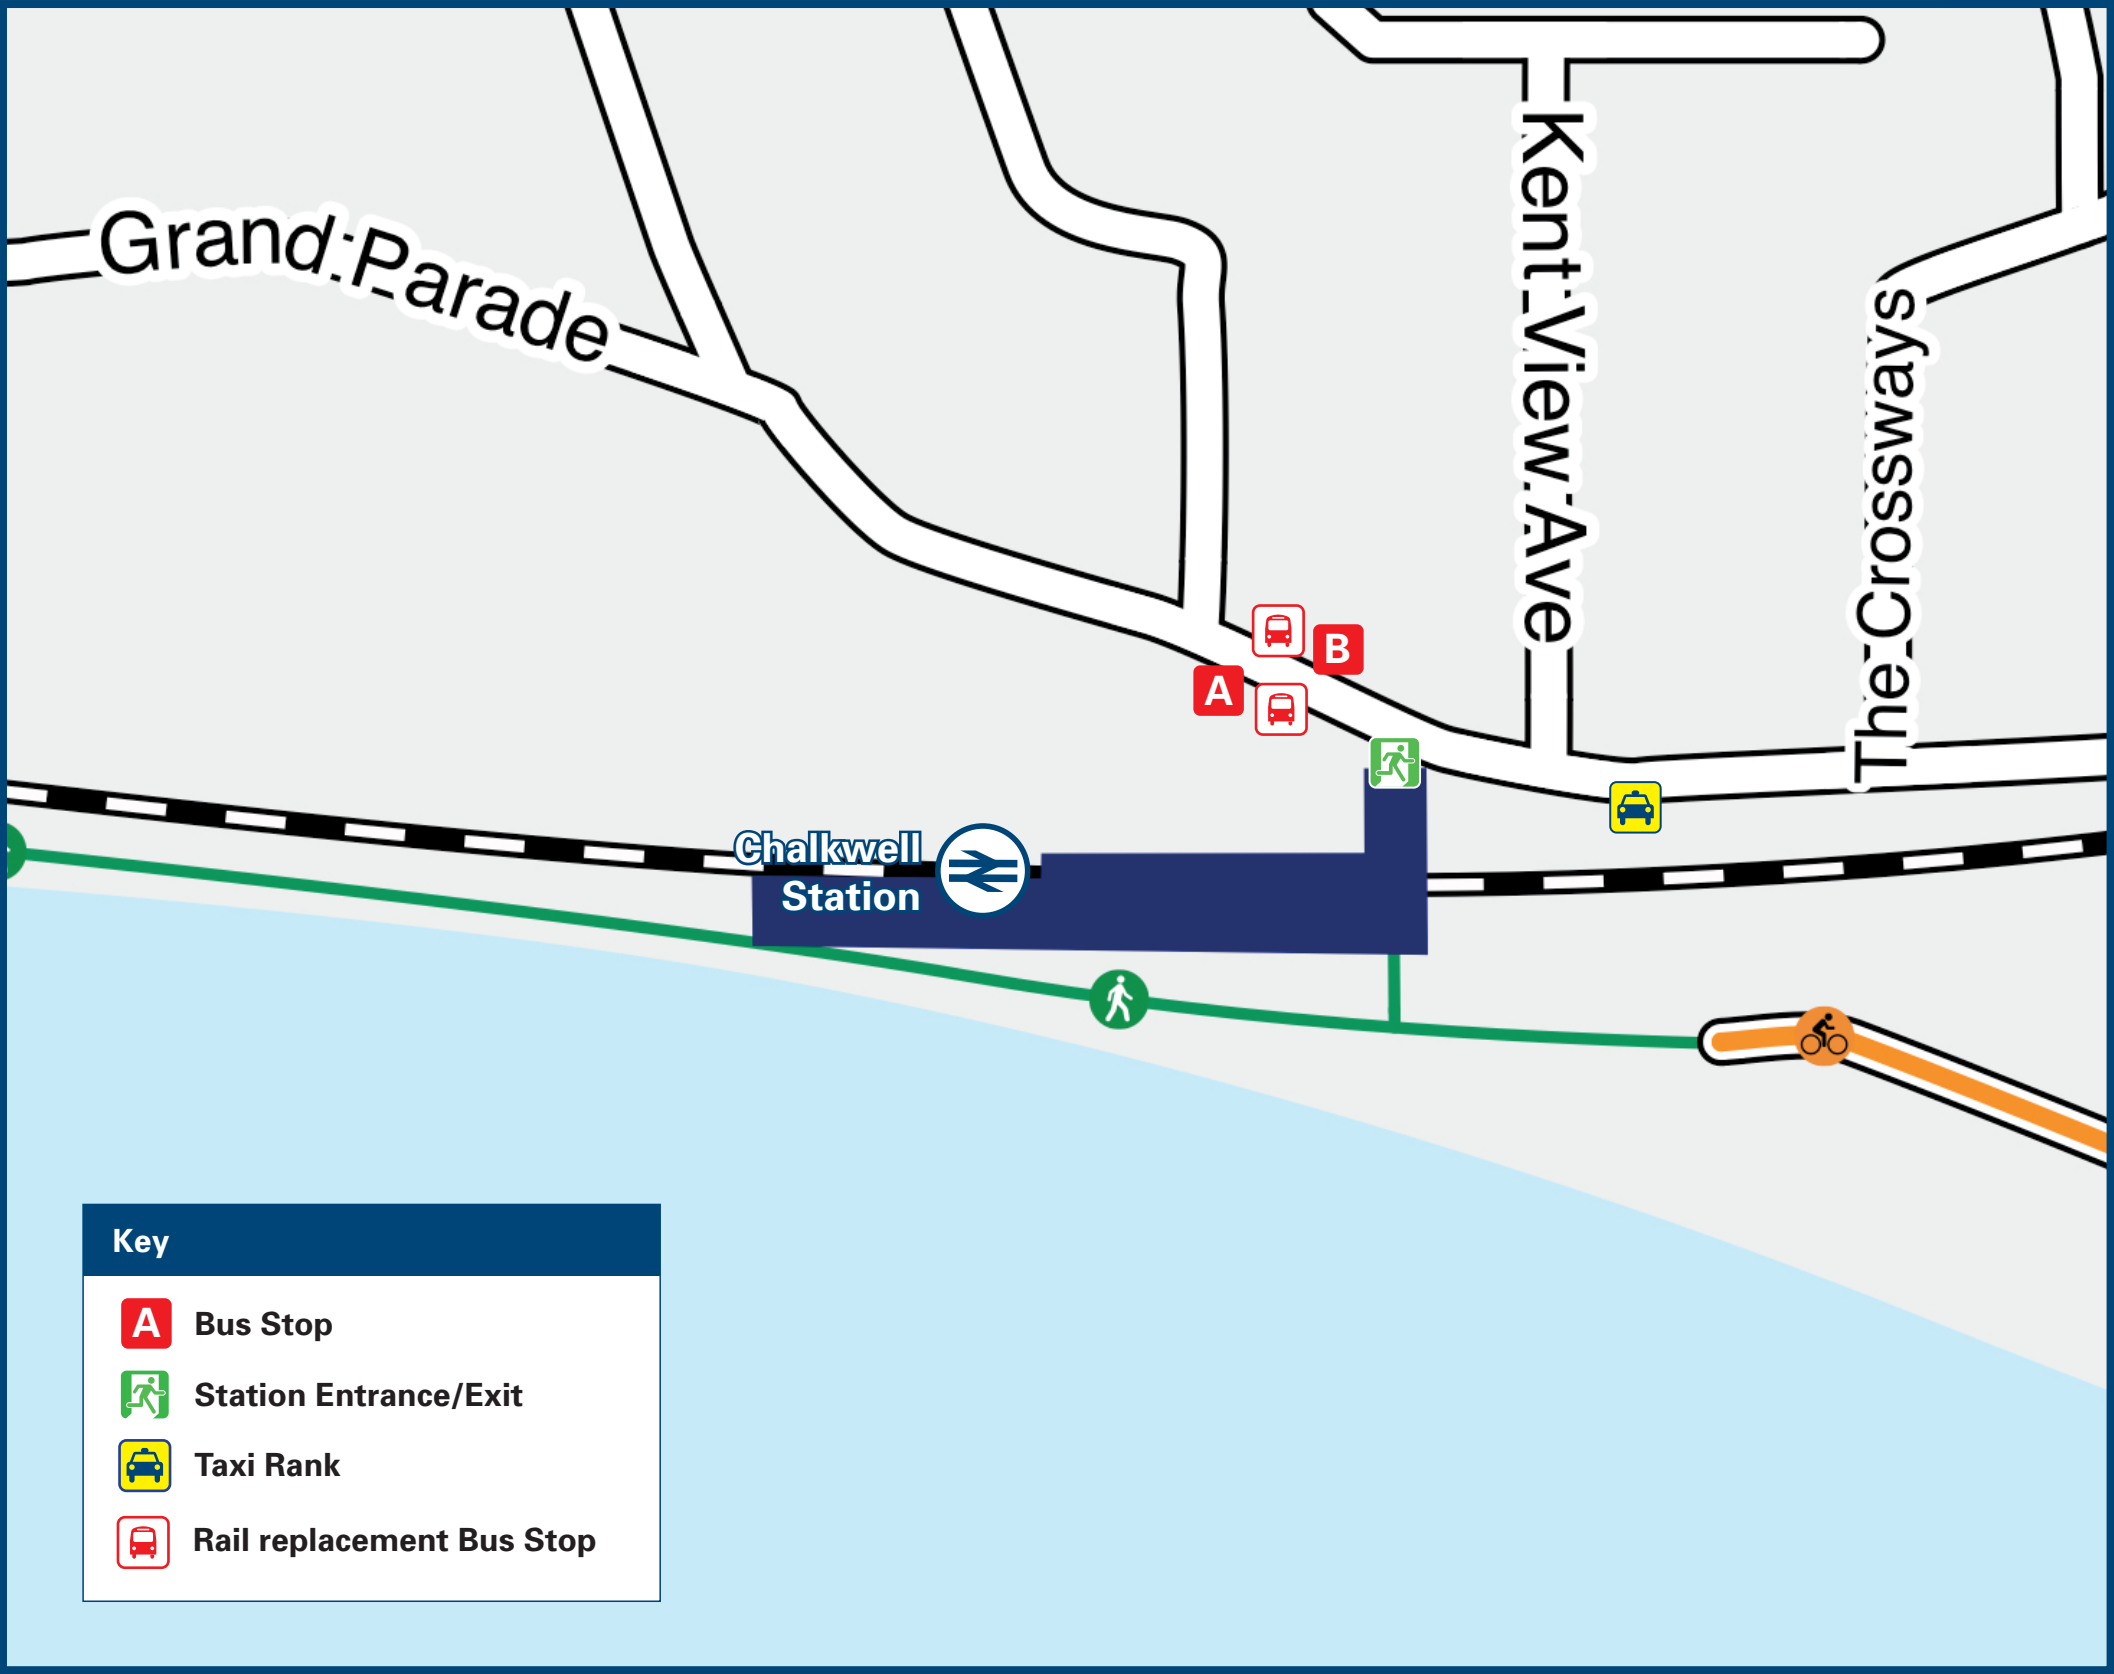 Grand Parade
Kent View Ave
The Crossways
B
A
Chalkwell
Station
Key
A Bus Stop
Station Entrance/Exit
Taxi Rank
Rail replacement Bus Stop